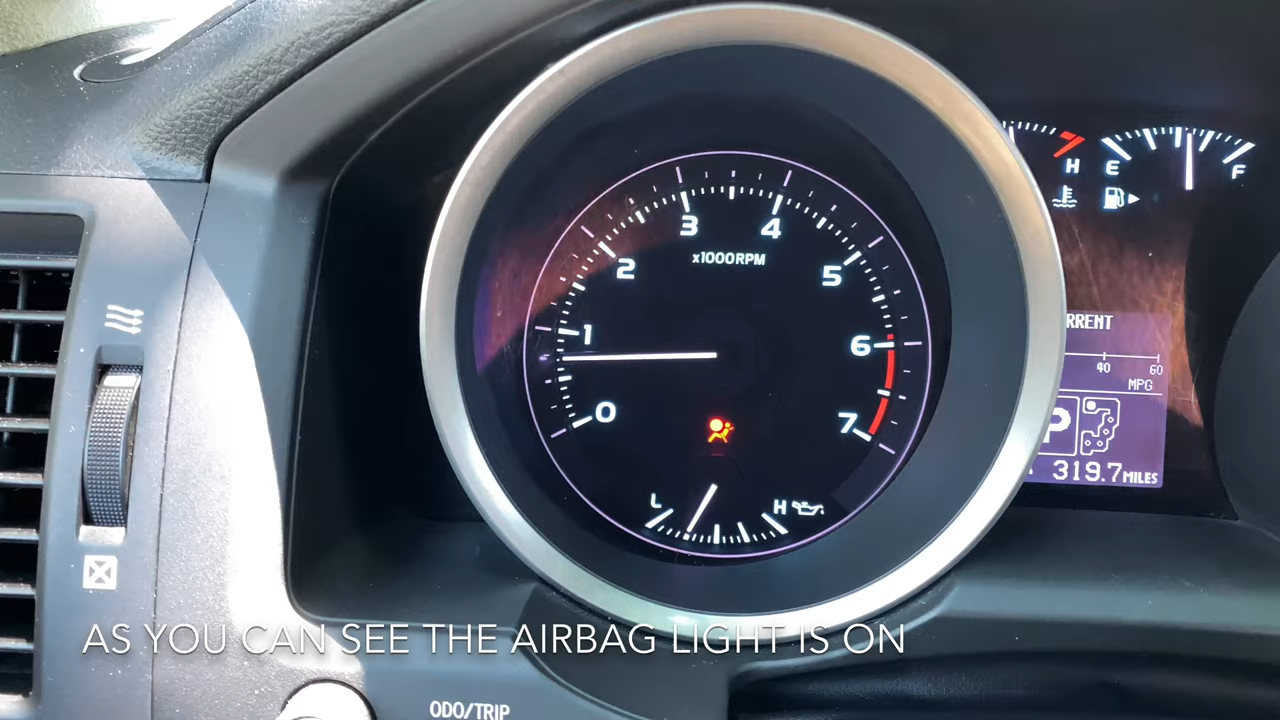 3 4
x1000RPM
2 5
1 6
0 7
L H
H E F
RRENT
40 60
MPG
P
319.7MILES
AS YOU CAN SEE THE AIRBAG LIGHT IS ON
ODO/TRIP